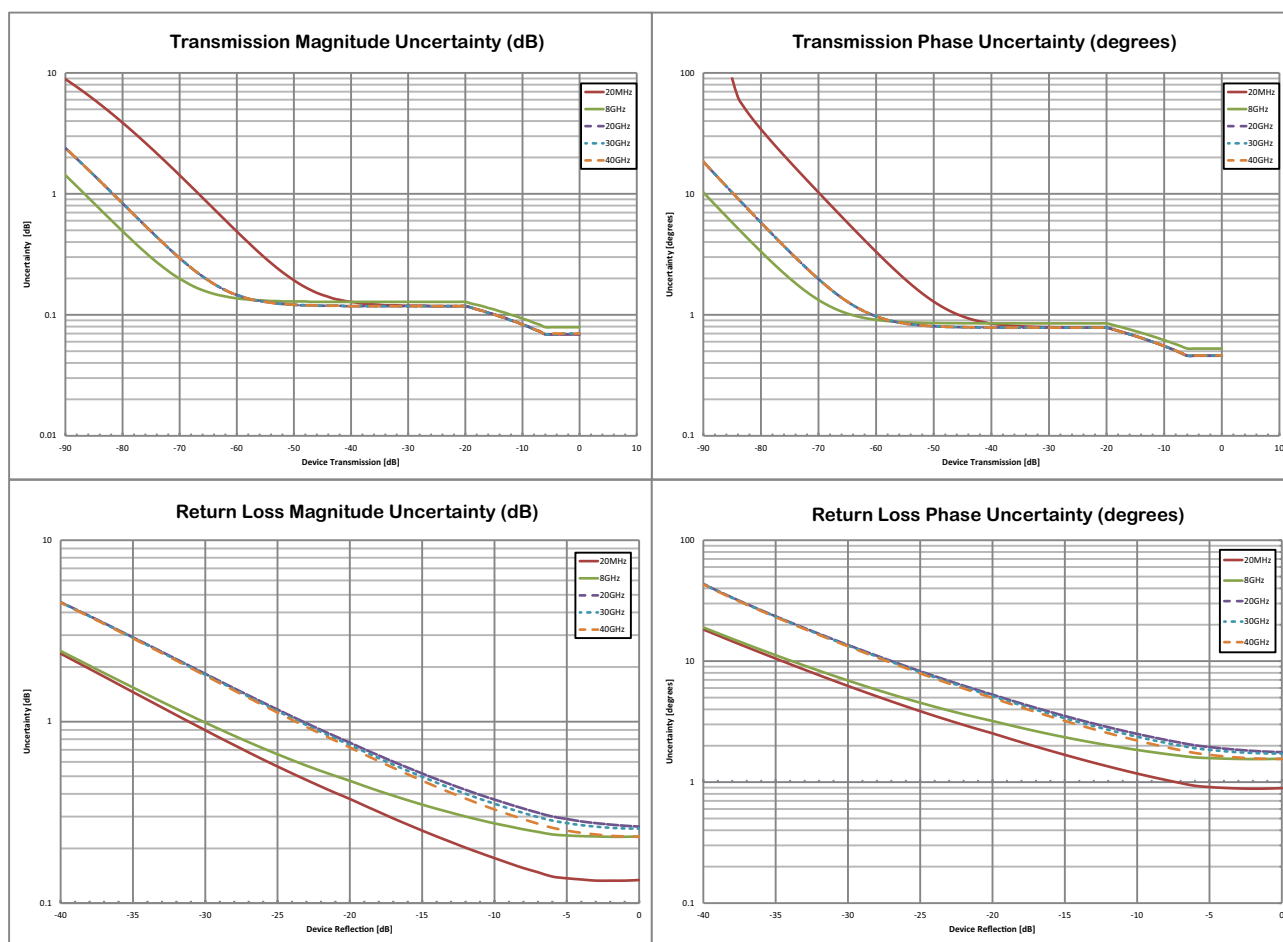 Transmission Magnitude Uncertainty (dB)
10
1
0.1
0.01
Uncertainty [dB]
-90 -80 -70 -60 -50 -40 -30 -20 -10 0 10
Device Transmission [dB]
20MHz
8GHz
20GHz
30GHz
40GHz
Transmission Phase Uncertainty (degrees)
100
10
1
0.1
Uncertainty [degrees]
-90 -80 -70 -60 -50 -40 -30 -20 -10 0 10
Device Transmission [dB]
20MHz
8GHz
20GHz
30GHz
40GHz
Return Loss Magnitude Uncertainty (dB)
10
1
0.1
Uncertainty [dB]
-40 -35 -30 -25 -20 -15 -10 -5 0
Device Reflection [dB]
20MHz
8GHz
20GHz
30GHz
40GHz
Return Loss Phase Uncertainty (degrees)
100
10
1
0.1
Uncertainty [degrees]
-40 -35 -30 -25 -20 -15 -10 -5 0
Device Reflection [dB]
20MHz
8GHz
20GHz
30GHz
40GHz